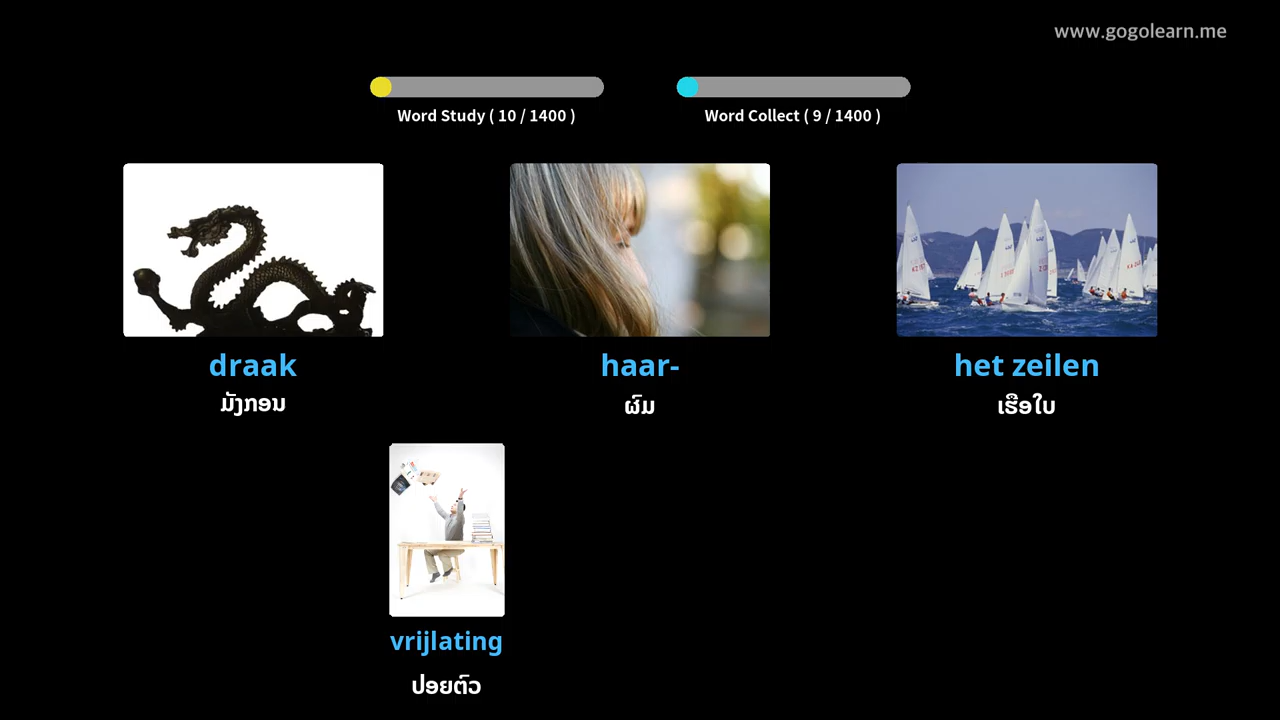 www.gogolearn.me
Word Study ( 10 / 1400 )
Word Collect ( 9 / 1400 )
draak
haar-
het zeilen
ມັງກອນ
ຜົມ
ເຮືອໃບ
vrijlating
ປອຍຕົວ